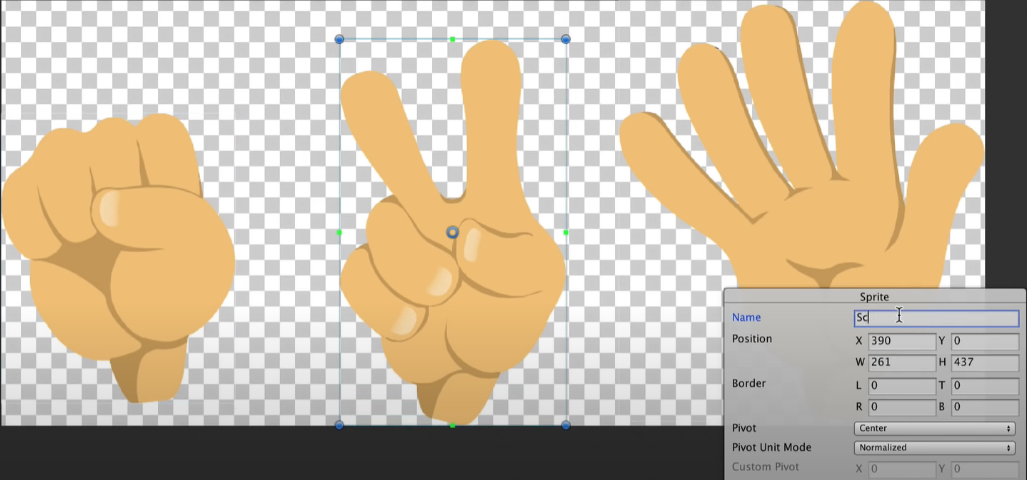 Sprite
Name Sc
Position X 390 Y 0
W 261 H 437
Border L 0 T 0
R 0 B 0
Pivot Center
Pivot Unit Mode Normalized
Custom Pivot X 0 Y 0